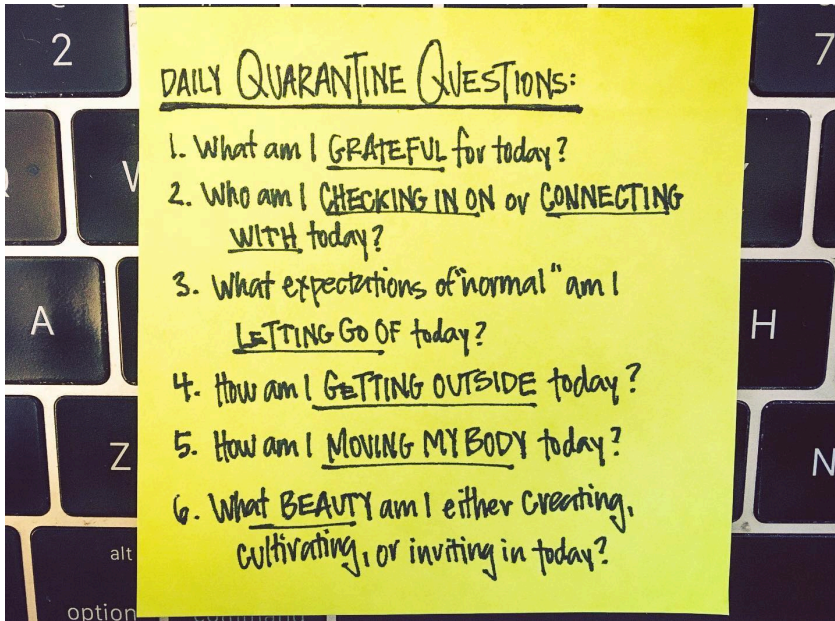 2
7
DAILY QUARANTINE QUESTIONS:
1. What am I GRATEFUL for today?
2. Who am I CHECKING IN ON or CONNECTING
WITH today?
3. What expectations of "normal" am I
A
H
LETTING GO OF today?
4. How am I GETTING OUTSIDE today?
5. How am I MOVING MY BODY today?
Z
N
6. What BEAUTY am I either creating,
cultivating, or inviting in today?
alt
option
command